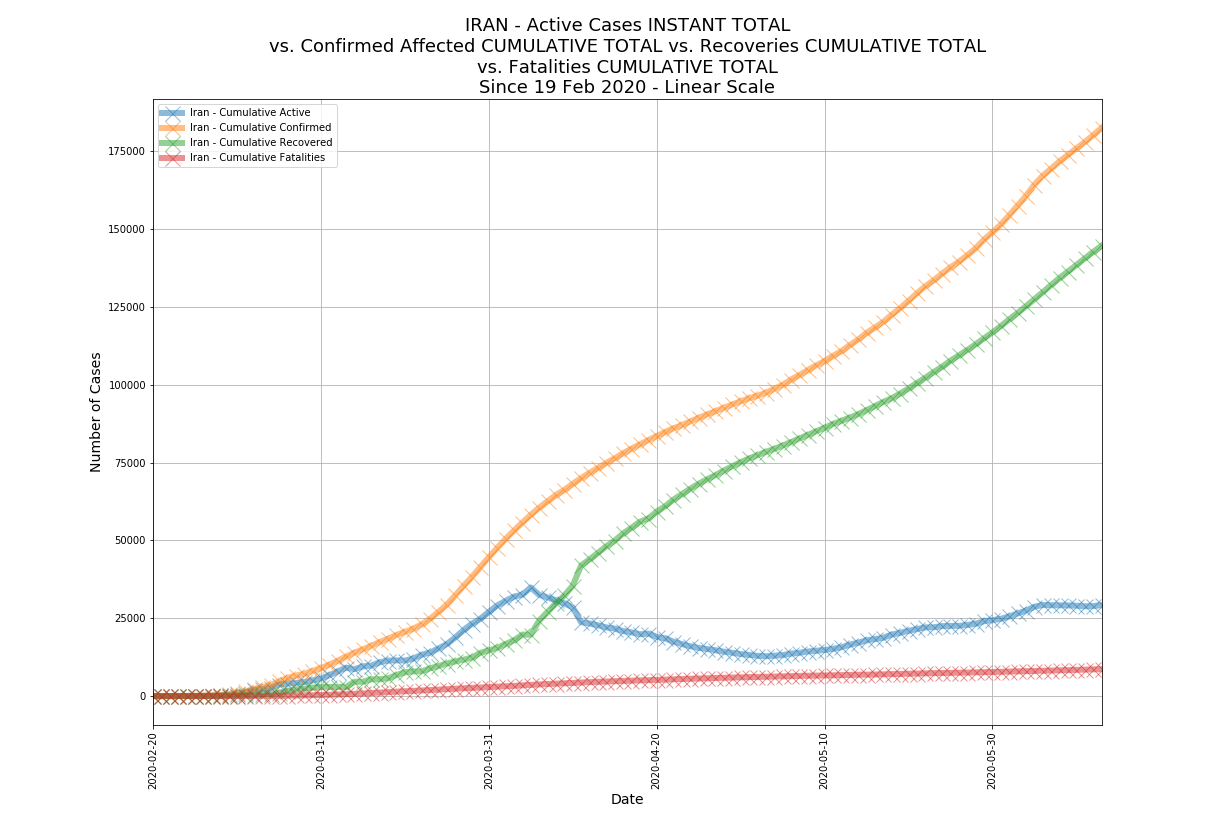 IRAN - Active Cases INSTANT TOTAL
vs. Confirmed Affected CUMULATIVE TOTAL vs. Recoveries CUMULATIVE TOTAL
vs. Fatalities CUMULATIVE TOTAL
Since 19 Feb 2020 - Linear Scale
Iran - Cumulative Active
Iran - Cumulative Confirmed
Iran - Cumulative Recovered
Iran - Cumulative Fatalities
Number of Cases
175000
150000
125000
100000
75000
50000
25000
0
2020-02-20
2020-03-11
2020-03-31
2020-04-20
2020-05-10
2020-05-30
Date